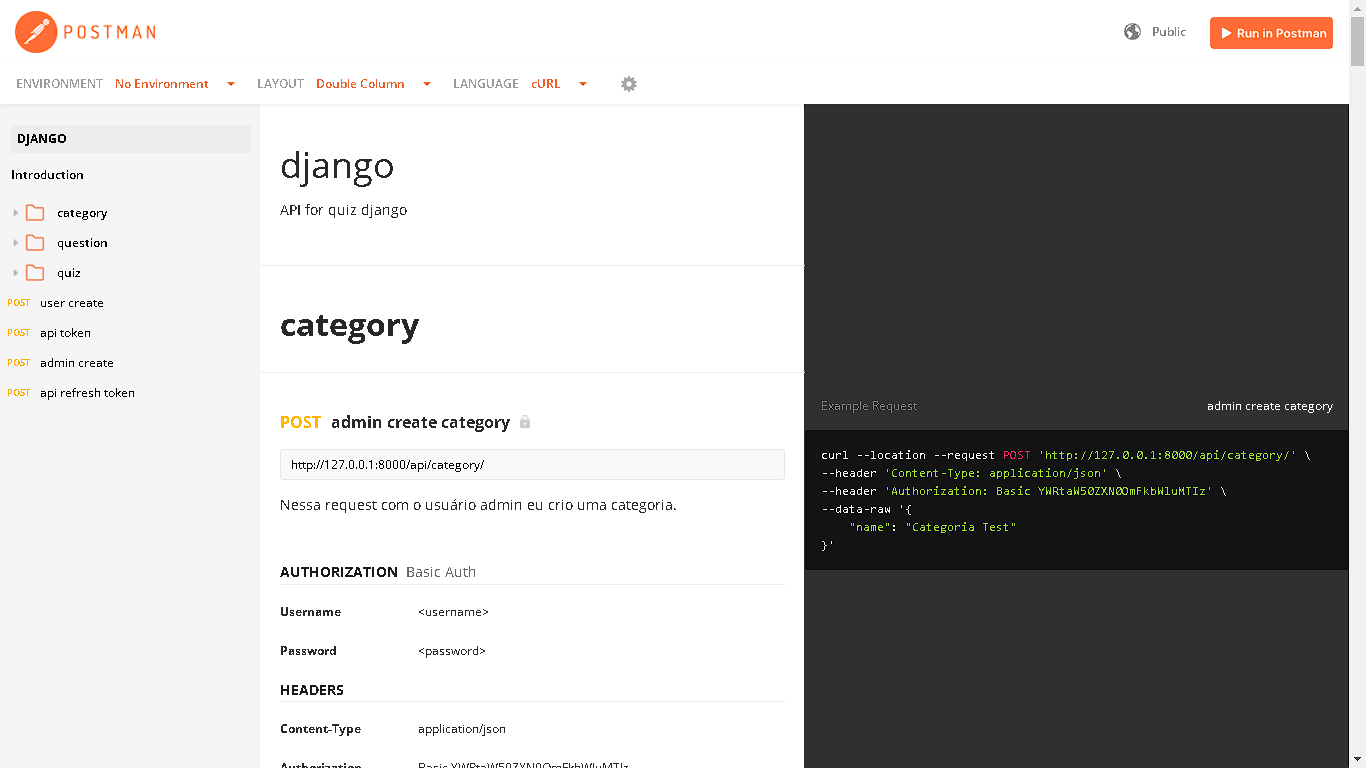 POSTMAN
Public
Run in Postman
ENVIRONMENT No Environment LAYOUT Double Column LANGUAGE cURL
DJANGO
Introduction
category
question
quiz
POST user create
POST api token
POST admin create
POST api refresh token
django
API for quiz django
category
POST admin create category
http://127.0.0.1:8000/api/category/
Nessa request com o usuário admin eu crio uma categoria.
AUTHORIZATION Basic Auth
Username <username>
Password <password>
HEADERS
Content-Type application/json
Authorization Basic YWRtaW50ZXN0OmFkbWluMTIz
Example Request admin create category
curl --location --request POST 'http://127.0.0.1:8000/api/category/' \
--header 'Content-Type: application/json' \
--header 'Authorization: Basic YWRtaW50ZXN0OmFkbWluMTIz' \
--data-raw '{
"name": "Categoria Test"
}'